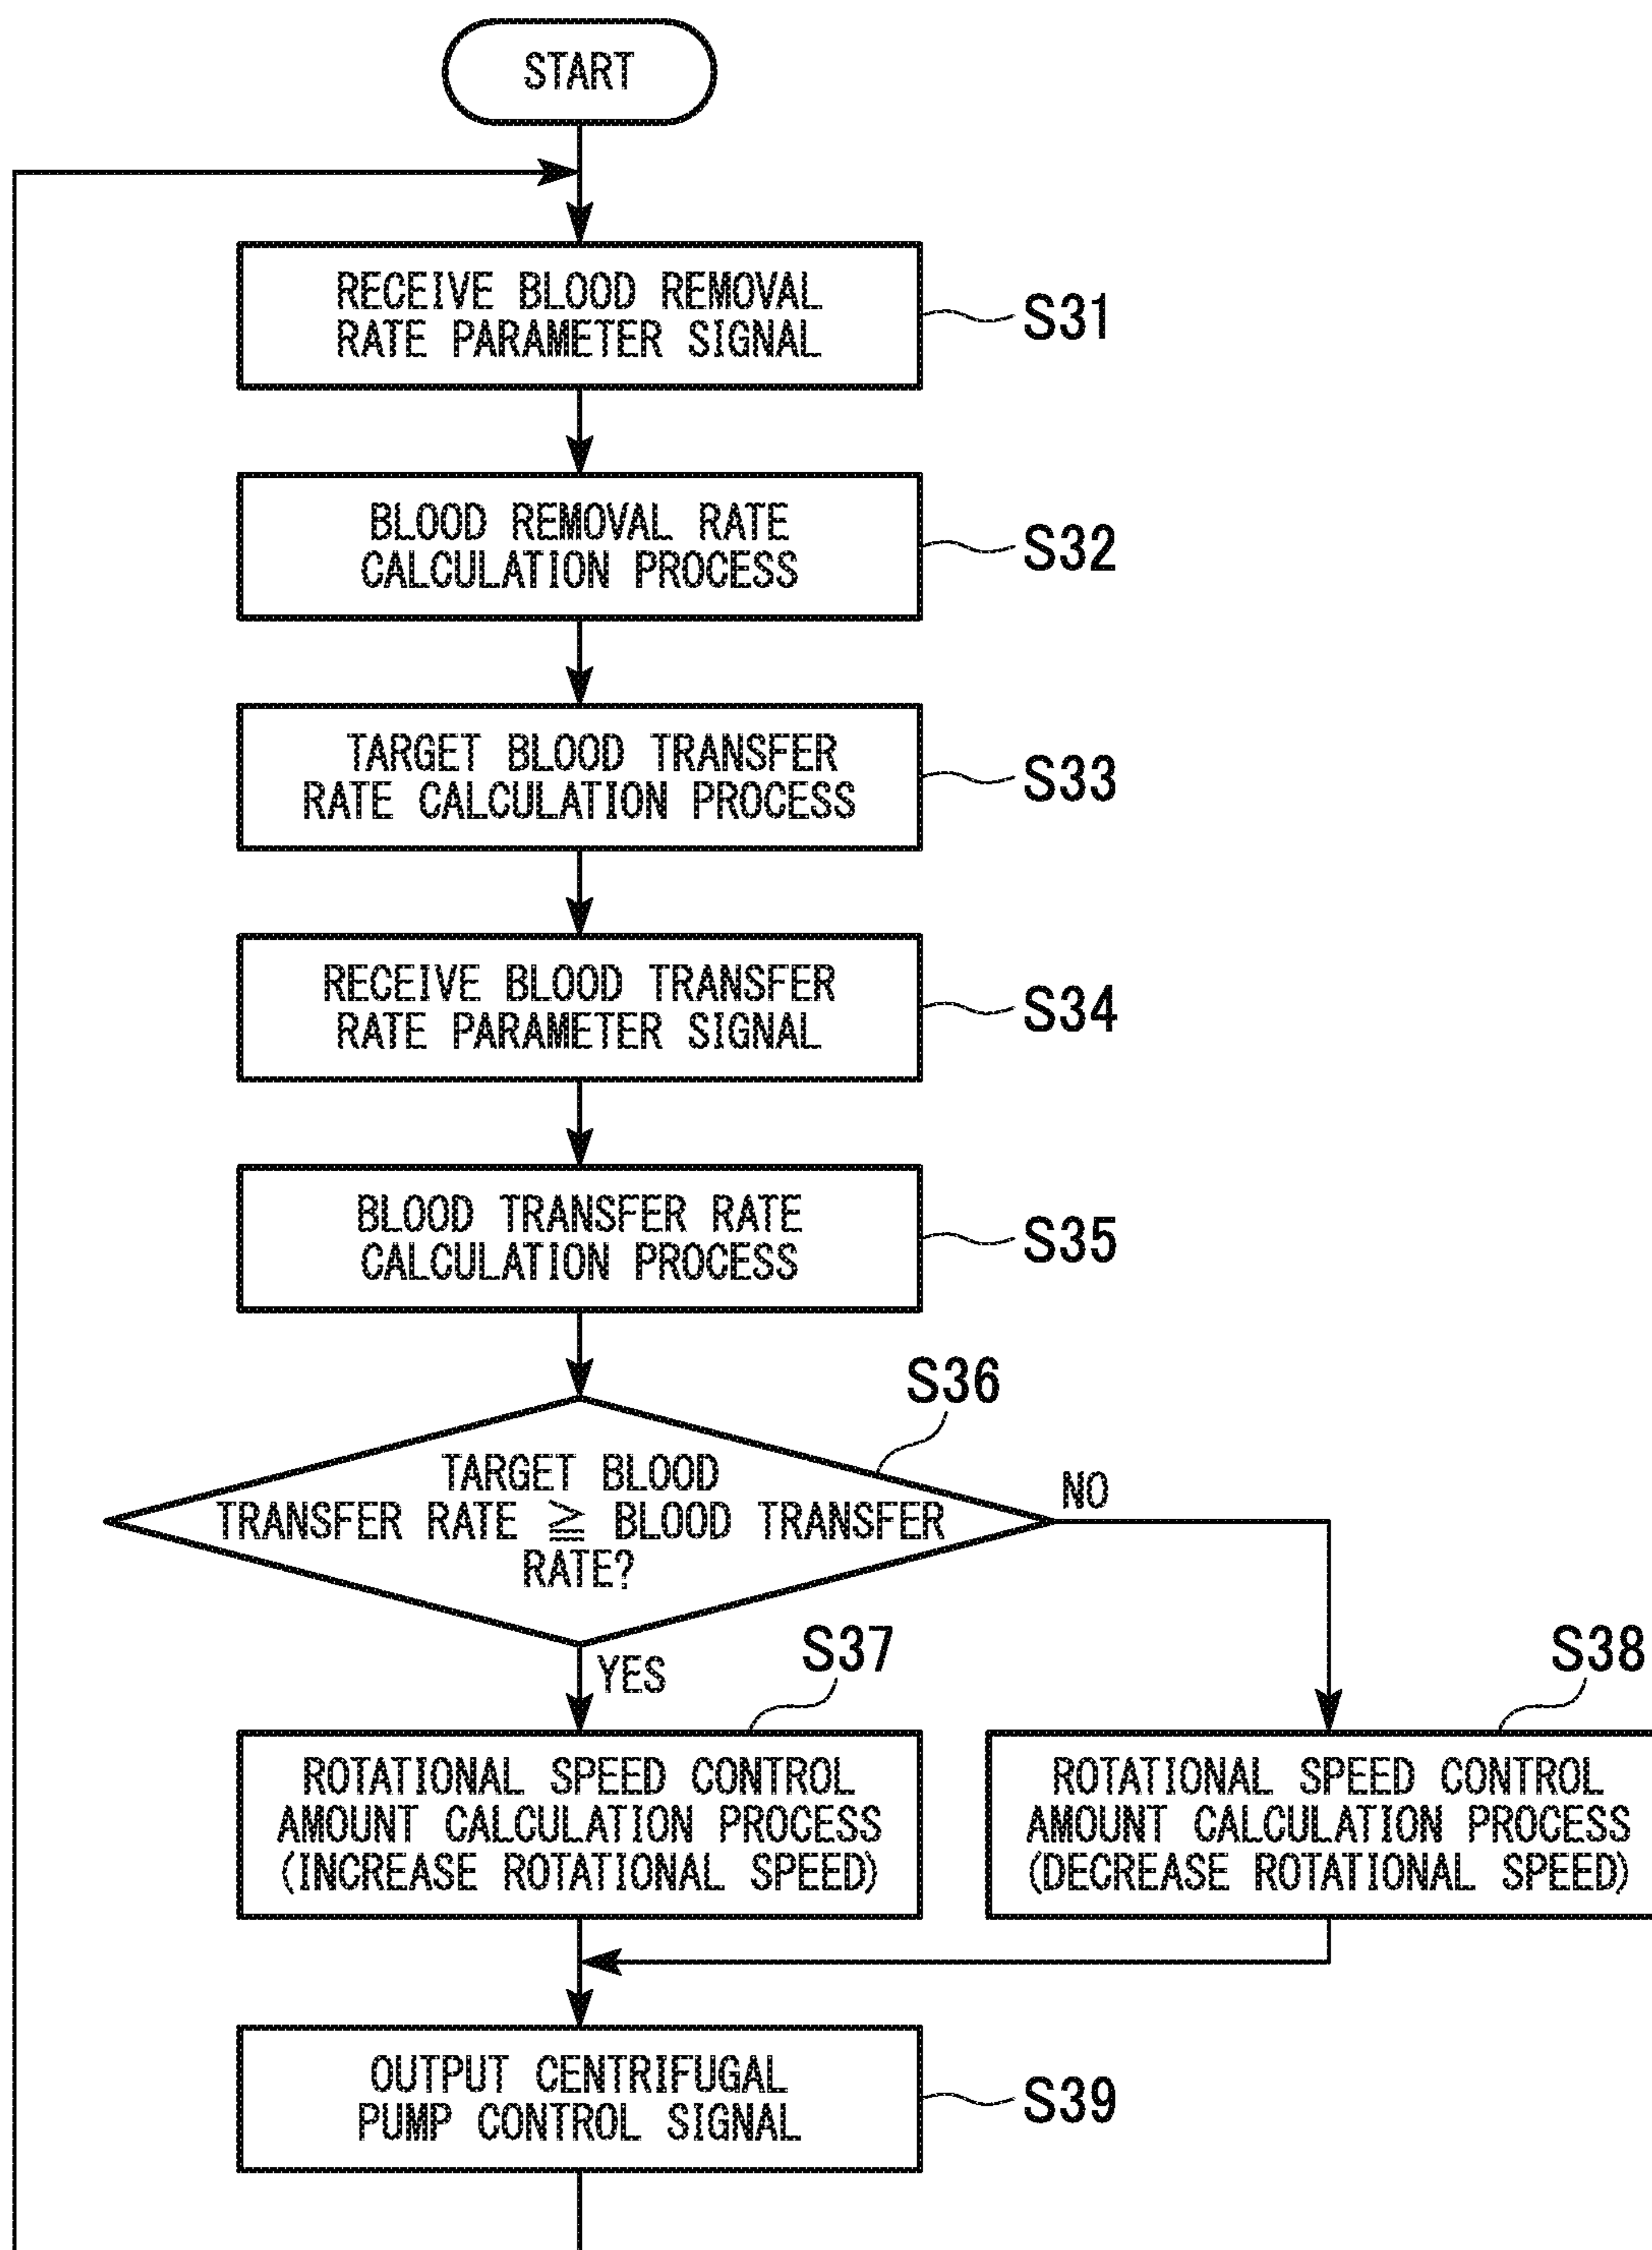 START
RECEIVE BLOOD REMOVAL
RATE PARAMETER SIGNAL
S31
BLOOD REMOVAL RATE
CALCULATION PROCESS
S32
TARGET BLOOD TRANSFER
RATE CALCULATION PROCESS
S33
RECEIVE BLOOD TRANSFER
RATE PARAMETER SIGNAL
S34
BLOOD TRANSFER RATE
CALCULATION PROCESS
S35
S36
TARGET BLOOD
TRANSFER RATE ≧ BLOOD TRANSFER
RATE?
NO
YES
S37
ROTATIONAL SPEED CONTROL
AMOUNT CALCULATION PROCESS
(INCREASE ROTATIONAL SPEED)
S38
ROTATIONAL SPEED CONTROL
AMOUNT CALCULATION PROCESS
(DECREASE ROTATIONAL SPEED)
OUTPUT CENTRIFUGAL
PUMP CONTROL SIGNAL
S39